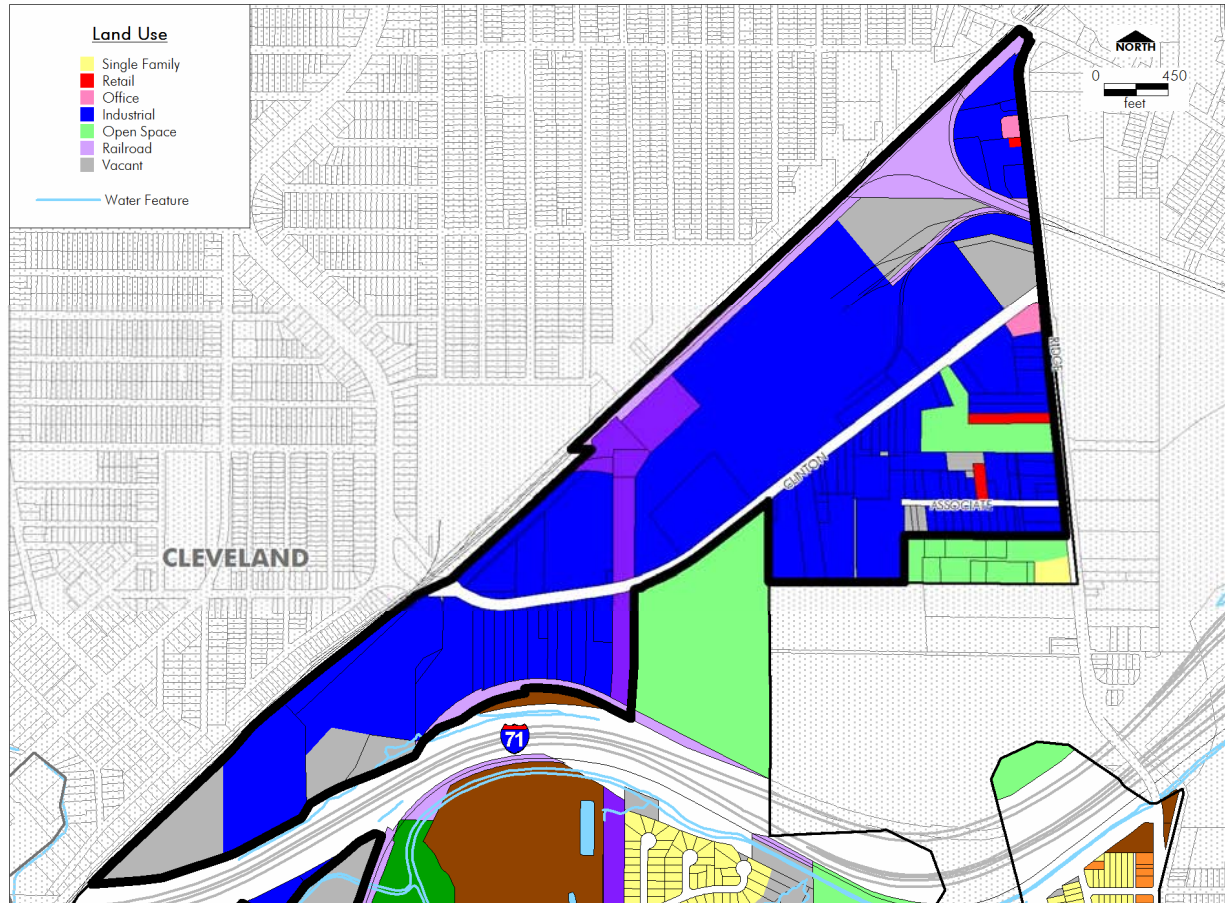 Land Use
Single Family
Retail
Office
Industrial
Open Space
Railroad
Vacant
Water Feature
NORTH
0 450
feet
RIDGE
CLINTON
ASSOCIATE
CLEVELAND
71